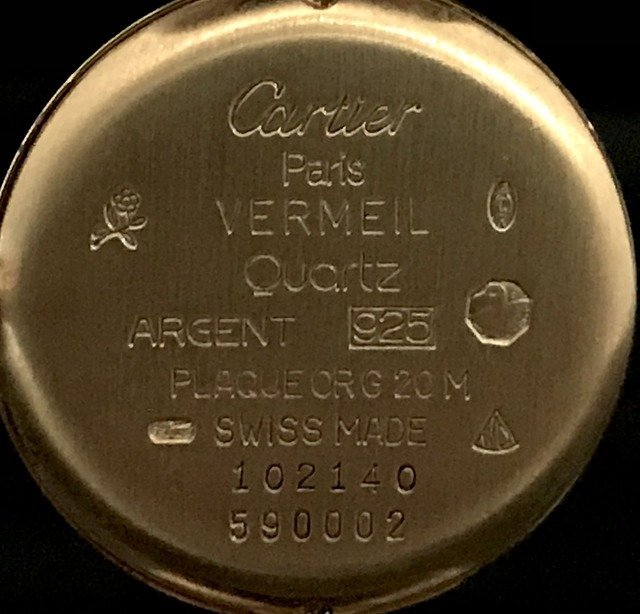 Cartier
Paris
VERMEIL
Quartz
ARGENT 925
PLAQUE OR G 20 M
SWISS MADE
102140
590002